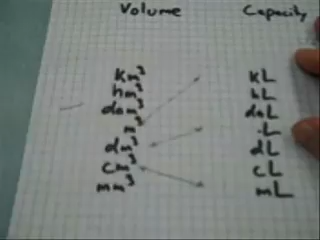 Volume Capacity
km³ kL
hm³ hL
dam³ daL
m³ L
dm³ dL
cm³ cL
mm³ mL